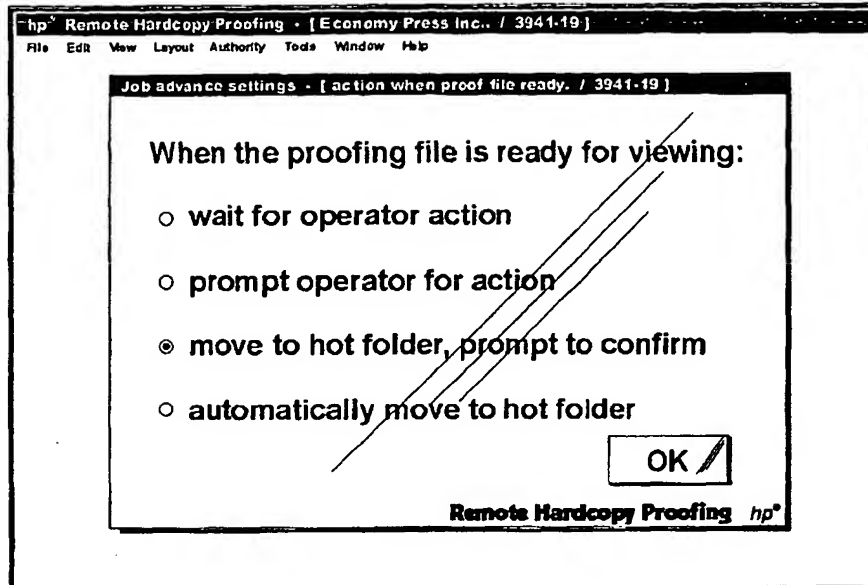 hp° Remote Hardcopy Proofing - [ Economy Press Inc.. / 3941-19 ]
File Edit View Layout Authority Tools Window Help
Job advance settings - [ action when proof file ready. / 3941-19 ]
When the proofing file is ready for viewing:
wait for operator action
prompt operator for action
move to hot folder, prompt to confirm
automatically move to hot folder
OK
Remote Hardcopy Proofing hp°